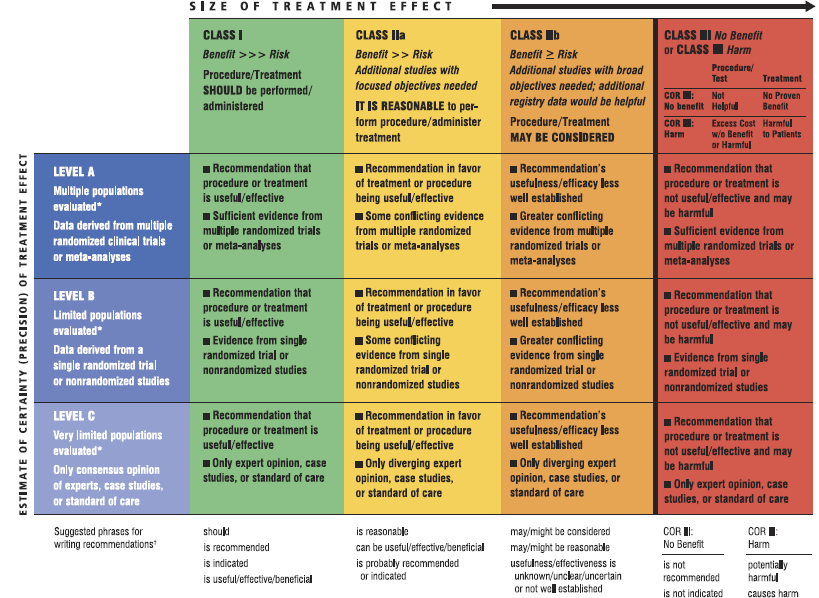 SIZE OF TREATMENT EFFECT
CLASS I
Benefit >>> Risk
Procedure/Treatment
SHOULD be performed/
administered
CLASS IIa
Benefit >> Risk
Additional studies with
focused objectives needed
IT IS REASONABLE to per-
form procedure/administer
treatment
CLASS IIb
Benefit ≥ Risk
Additional studies with broad
objectives needed; additional
registry data would be helpful
Procedure/Treatment
MAY BE CONSIDERED
CLASS III No Benefit
or CLASS III Harm
Procedure/
Test
Treatment
COR III:
No benefit
Not
Helpful
No Proven
Benefit
COR III:
Harm
Excess Cost
w/o Benefit
or Harmful
Harmful
to Patients
ESTIMATE OF CERTAINTY (PRECISION) OF TREATMENT EFFECT
LEVEL A
Multiple populations
evaluated*
Data derived from multiple
randomized clinical trials
or meta-analyses
■ Recommendation that
procedure or treatment
is useful/effective
■ Sufficient evidence from
multiple randomized trials
or meta-analyses
■ Recommendation in favor
of treatment or procedure
being useful/effective
■ Some conflicting evidence
from multiple randomized
trials or meta-analyses
■ Recommendation's
usefulness/efficacy less
well established
■ Greater conflicting
evidence from multiple
randomized trials or
meta-analyses
■ Recommendation that
procedure or treatment is
not useful/effective and may
be harmful
■ Sufficient evidence from
multiple randomized trials or
meta-analyses
LEVEL B
Limited populations
evaluated*
Data derived from a
single randomized trial
or nonrandomized studies
■ Recommendation that
procedure or treatment
is useful/effective
■ Evidence from single
randomized trial or
nonrandomized studies
■ Recommendation in favor
of treatment or procedure
being useful/effective
■ Some conflicting
evidence from single
randomized trial or
nonrandomized studies
■ Recommendation's
usefulness/efficacy less
well established
■ Greater conflicting
evidence from single
randomized trial or
nonrandomized studies
■ Recommendation that
procedure or treatment is
not useful/effective and may
be harmful
■ Evidence from single
randomized trial or
nonrandomized studies
LEVEL C
Very limited populations
evaluated*
Only consensus opinion
of experts, case studies,
or standard of care
■ Recommendation that
procedure or treatment is
useful/effective
■ Only expert opinion, case
studies, or standard of care
■ Recommendation in favor
of treatment or procedure
being useful/effective
■ Only diverging expert
opinion, case studies,
or standard of care
■ Recommendation's
usefulness/efficacy less
well established
■ Only diverging expert
opinion, case studies, or
standard of care
■ Recommendation that
procedure or treatment is
not useful/effective and may
be harmful
■ Only expert opinion, case
studies, or standard of care
Suggested phrases for
writing recommendations†
should
is recommended
is indicated
is useful/effective/beneficial
is reasonable
can be useful/effective/beneficial
is probably recommended
or indicated
may/might be considered
may/might be reasonable
usefulness/effectiveness is
unknown/unclear/uncertain
or not well established
COR III:
No Benefit
is not
recommended
is not indicated
COR III:
Harm
potentially
harmful
causes harm